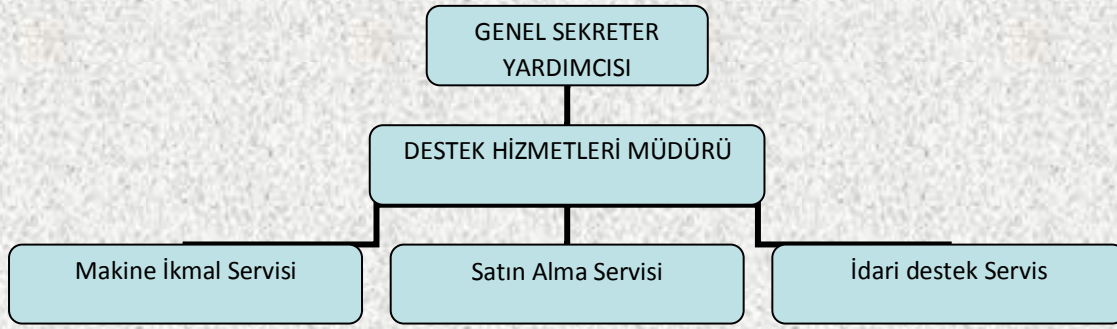 GENEL SEKRETER
YARDIMCISI
DESTEK HİZMETLERİ MÜDÜRÜ
Makine İkmal Servisi
Satın Alma Servisi
İdari destek Servis